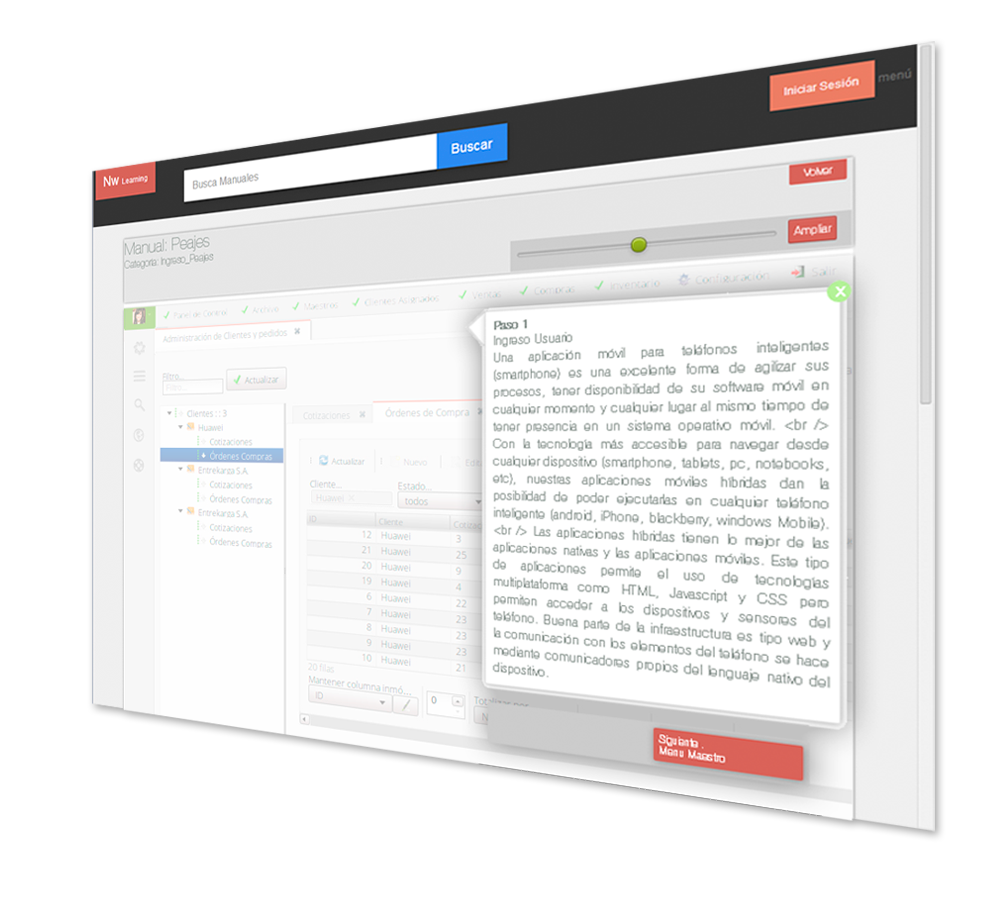 Iniciar Sesión menú
Nw Learning
Busca Manuales
Buscar
Volver
Manual: Peajes
Categoría: Ingreso_Peajes
Ampliar
Panel de Control Archivo Maestros Clientes Asociados Ventas Compras Inventario Configuración Salir
Administración de Clientes y pedidos
Filtro...
Filtro...
Actualizar
Clientes : : 3
Huawei
Cotizaciones
Órdenes Compras
Entrekanza S.A.
Cotizaciones
Órdenes Compras
Entrekanza S.A.
Cotizaciones
Órdenes Compras
Cotizaciones Órdenes de Compra
Actualizar Nuevo
Cliente... Estado...
Huawei todos
ID Cliente
12 Huawei 3
21 Huawei 25
20 Huawei 9
19 Huawei 4
6 Huawei 22
7 Huawei 23
8 Huawei 23
9 Huawei 23
10 Huawei 21
20 filas
Mantener columna inmó...
ID 0
Paso 1
Ingreso Usuario
Una aplicación móvil para teléfonos inteligentes
(smartphone) es una excelente forma de agilizar sus
procesos, tener disponibilidad de su software móvil en
cualquier momento y cualquier lugar al mismo tiempo de
tener presencia en un sistema operativo móvil. <br />
Con la tecnología más accesible para navegar desde
cualquier dispositivo (smartphone, tablets, pc, notebooks,
etc), nuestras aplicaciones móviles híbridas dan la
posibilidad de poder ejecutarlas en cualquier teléfono
inteligente (android, iPhone, blackberry, windows Mobile).
<br /> Las aplicaciones híbridas tienen lo mejor de las
aplicaciones nativas y las aplicaciones móviles. Este tipo
de aplicaciones permite el uso de tecnologías
multiplataforma como HTML, Javascript y CSS pero
permiten acceder a los dispositivos y sensores del
teléfono. Buena parte de la infraestructura es tipo web y
la comunicación con los elementos del teléfono se hace
mediante comunicadores propios del lenguaje nativo del
dispositivo.
Siguiente .
Menu Maestro